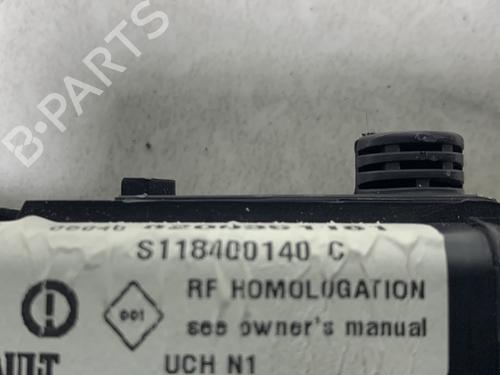 B-PARTS
S118400140 C
001
RF HOMOLOGATION
see owner's manual
UCH N1